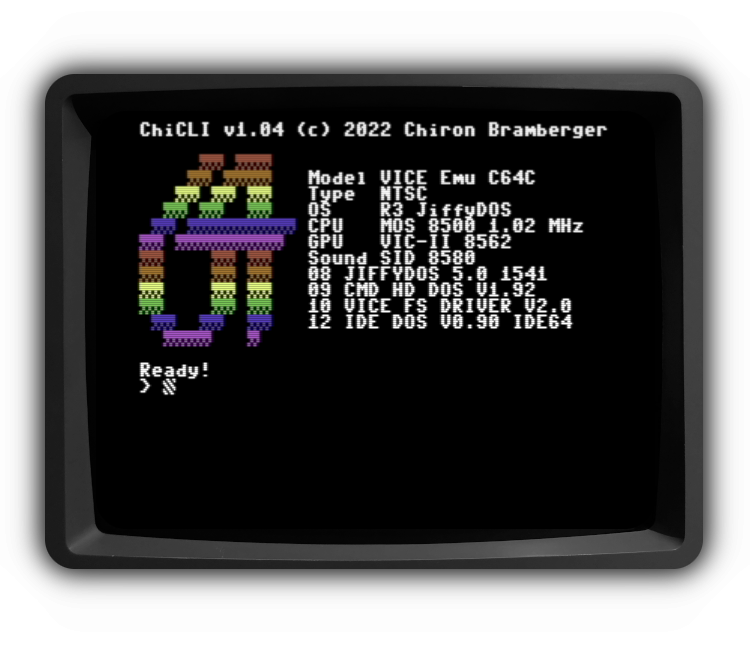 ChiCLI v1.04 (c) 2022 Chiron Bramberger
Model VICE Emu C64C
Type NTSC
OS R3 JiffyDOS
CPU MOS 8500 1.02 MHz
GPU VIC-II 8562
Sound SID 8580
08 JIFFYDOS 5.0 1541
09 CMD HD DOS V1.92
10 VICE FS DRIVER V2.0
12 IDE DOS V0.90 IDE64
Ready!
>